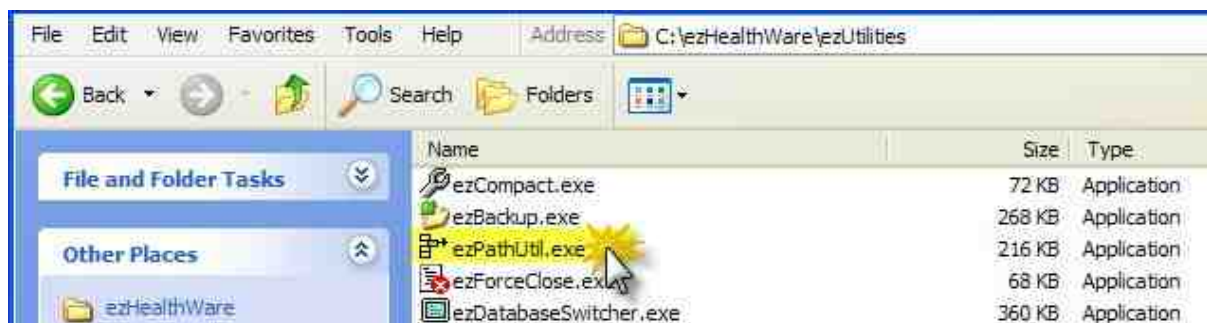 File Edit View Favorites Tools Help Address C:\ezHealthWare\ezUtilities
Back Search Folders
Name Size Type
File and Folder Tasks
ezCompact.exe 72 KB Application
ezBackup.exe 268 KB Application
Other Places
ezPathUtil.exe 216 KB Application
ezForceClose.exe 68 KB Application
ezHealthWare
ezDatabaseSwitcher.exe 360 KB Application